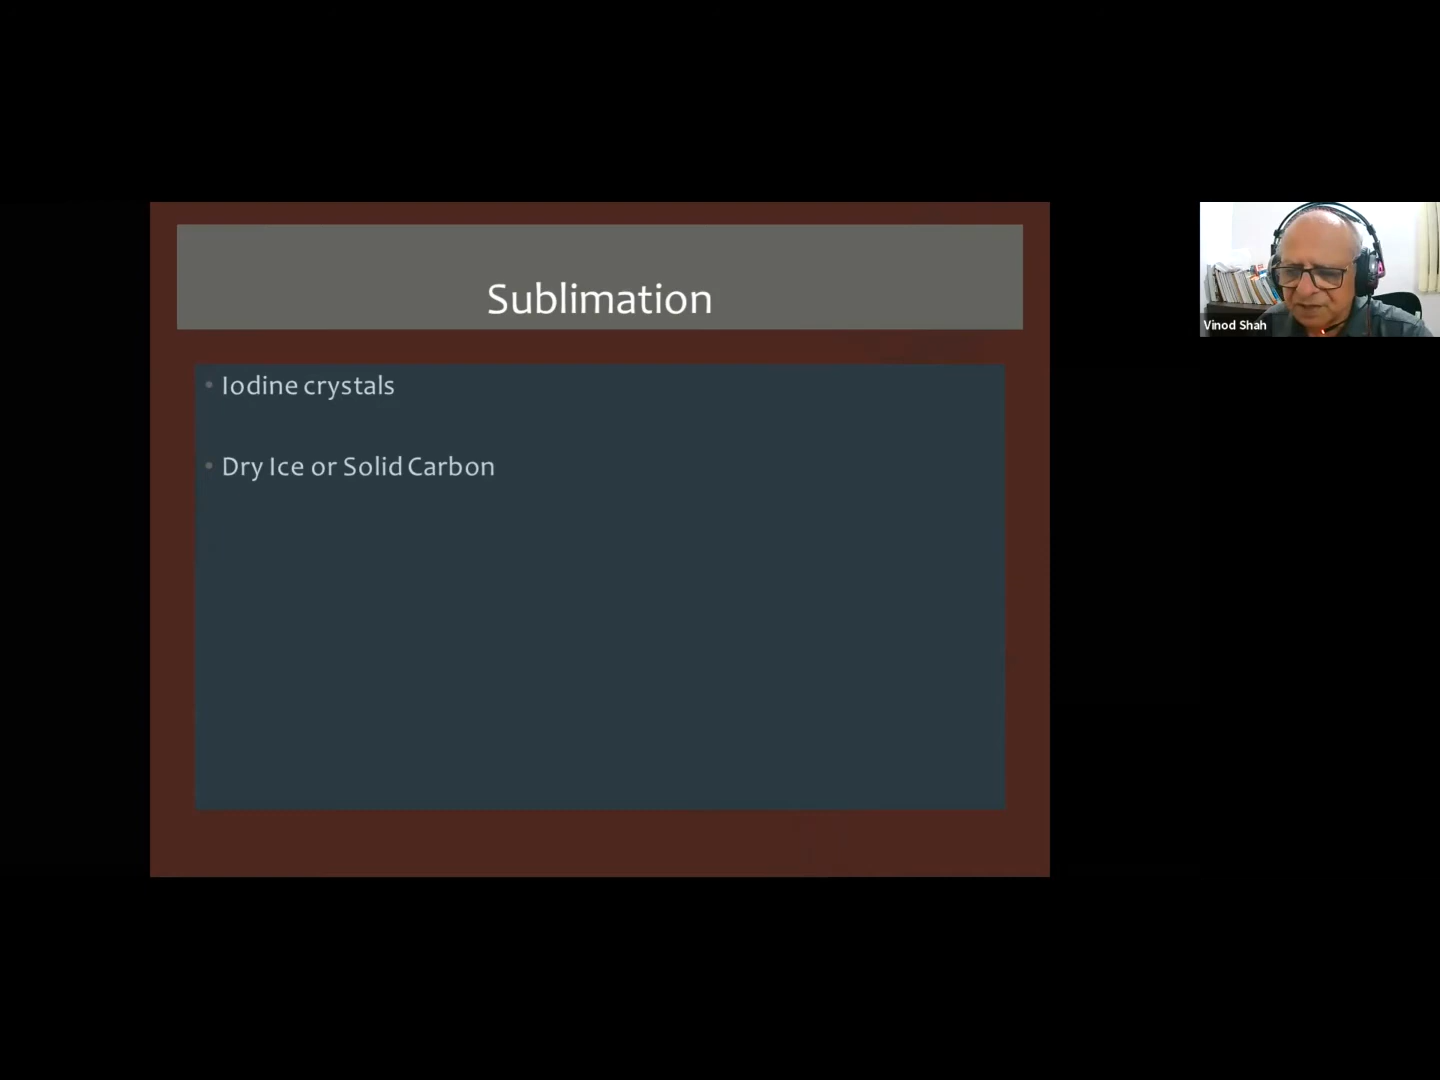 Sublimation
• Iodine crystals
• Dry Ice or Solid Carbon
Vinod Shah